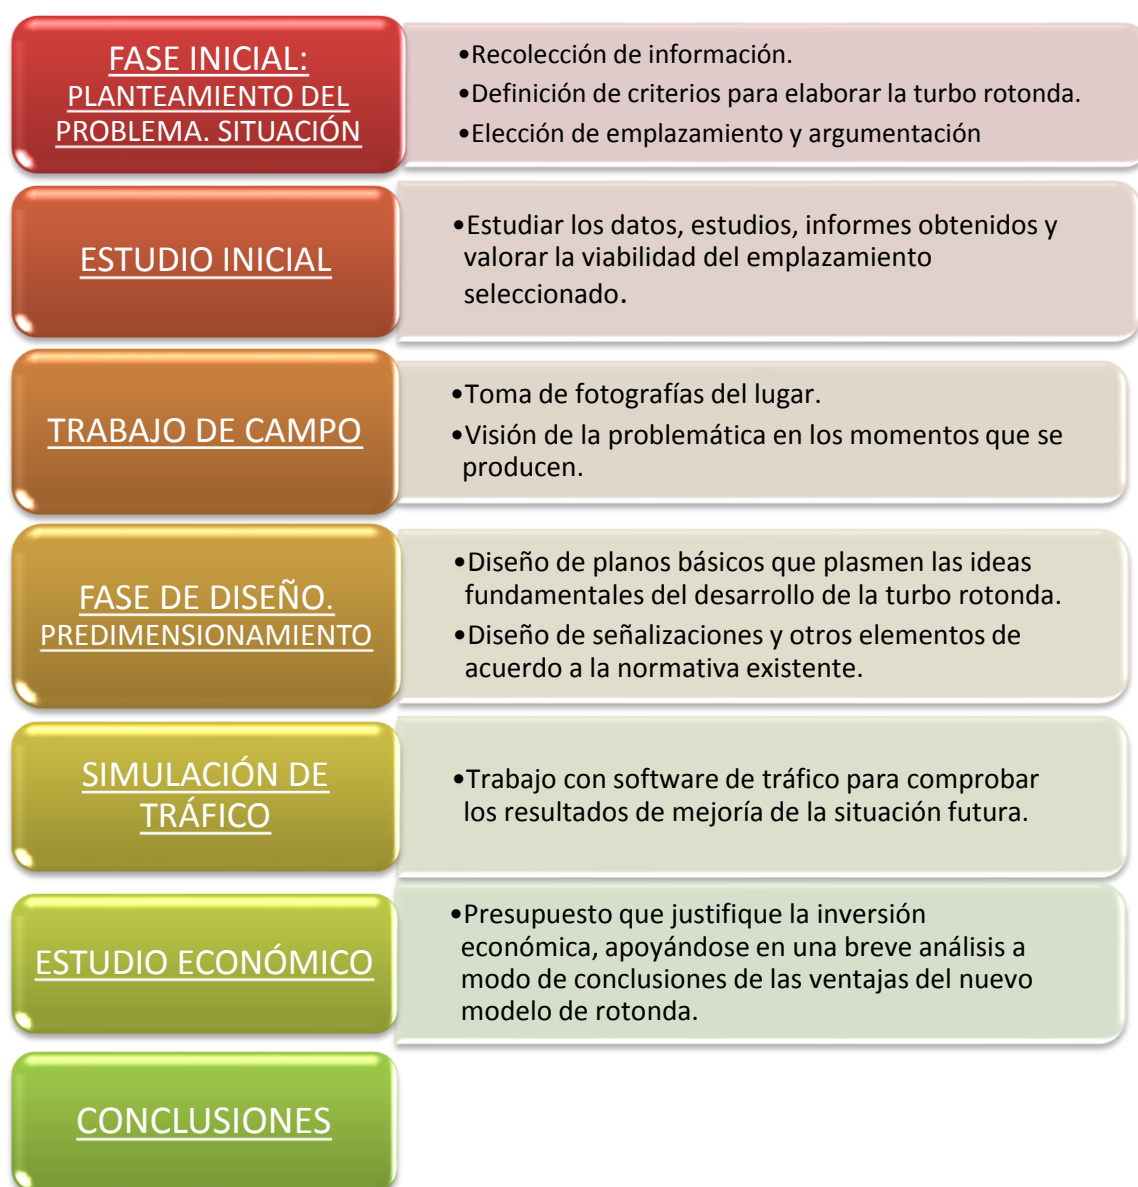 FASE INICIAL:
PLANTEAMIENTO DEL
PROBLEMA. SITUACIÓN
•Recolección de información.
•Definición de criterios para elaborar la turbo rotonda.
•Elección de emplazamiento y argumentación
ESTUDIO INICIAL
•Estudiar los datos, estudios, informes obtenidos y
valorar la viabilidad del emplazamiento
seleccionado.
TRABAJO DE CAMPO
•Toma de fotografías del lugar.
•Visión de la problemática en los momentos que se
producen.
FASE DE DISEÑO.
PREDIMENSIONAMIENTO
•Diseño de planos básicos que plasmen las ideas
fundamentales del desarrollo de la turbo rotonda.
•Diseño de señalizaciones y otros elementos de
acuerdo a la normativa existente.
SIMULACIÓN DE
TRÁFICO
•Trabajo con software de tráfico para comprobar
los resultados de mejoría de la situación futura.
ESTUDIO ECONÓMICO
•Presupuesto que justifique la inversión
económica, apoyándose en una breve análisis a
modo de conclusiones de las ventajas del nuevo
modelo de rotonda.
CONCLUSIONES